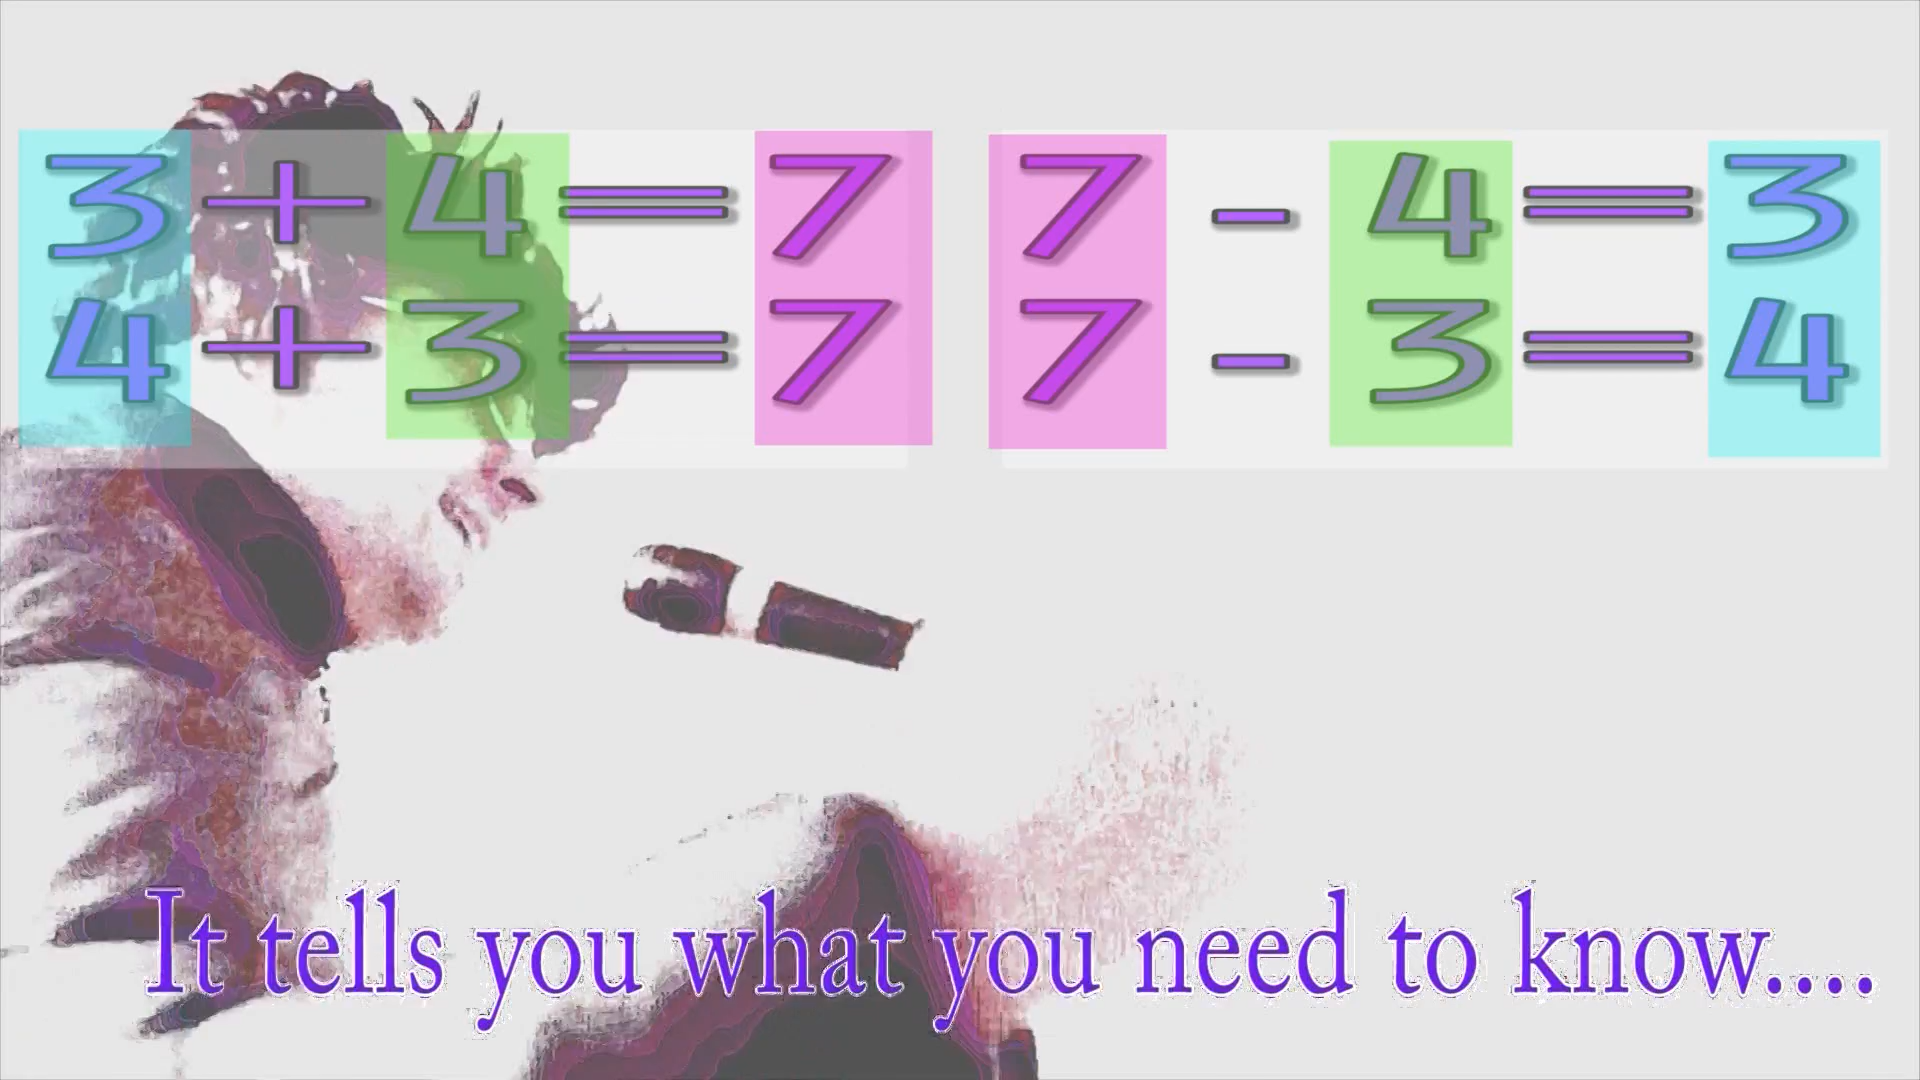 3 + 4 = 7 7 - 4 = 3
4 + 3 = 7 7 - 3 = 4
It tells you what you need to know....